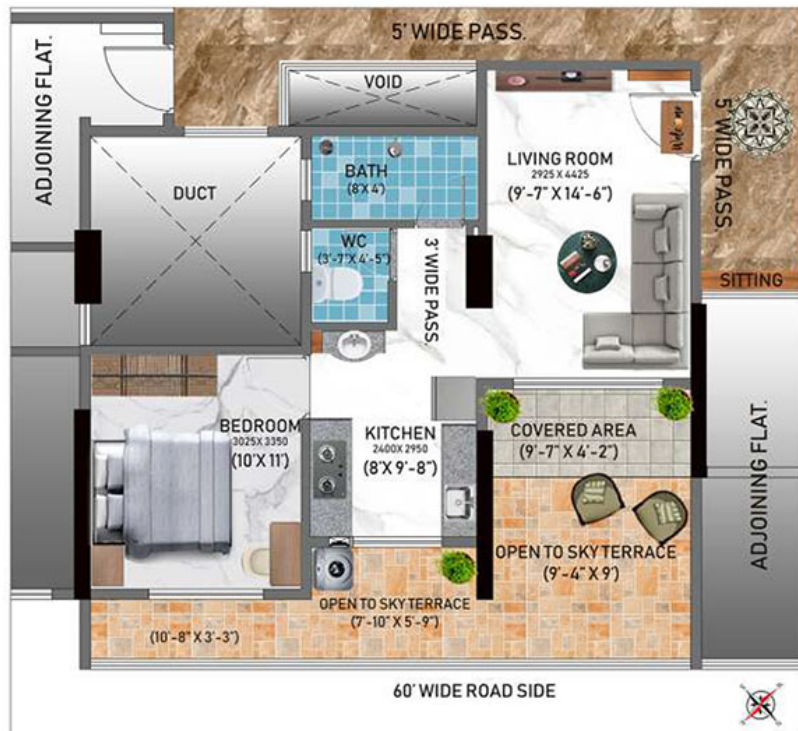 5' WIDE PASS.
ADJOINING FLAT.
VOID
5' WIDE PASS.
Welcome
BATH
(8'X 4')
LIVING ROOM
2925 X 4425
(9'-7" X 14'-6")
DUCT
WC
(3'-7"X 4'-5")
3' WIDE PASS.
SITTING
BEDROOM
3025X 3350
(10'X 11')
KITCHEN
2400X 2950
(8'X 9'-8")
COVERED AREA
(9'-7"X 4'-2")
ADJOINING FLAT.
OPEN TO SKY TERRACE
(9'-4" X 9')
OPEN TO SKY TERRACE
(7'-10" X 5'-9")
(10'-8" X 3'-3")
60' WIDE ROAD SIDE